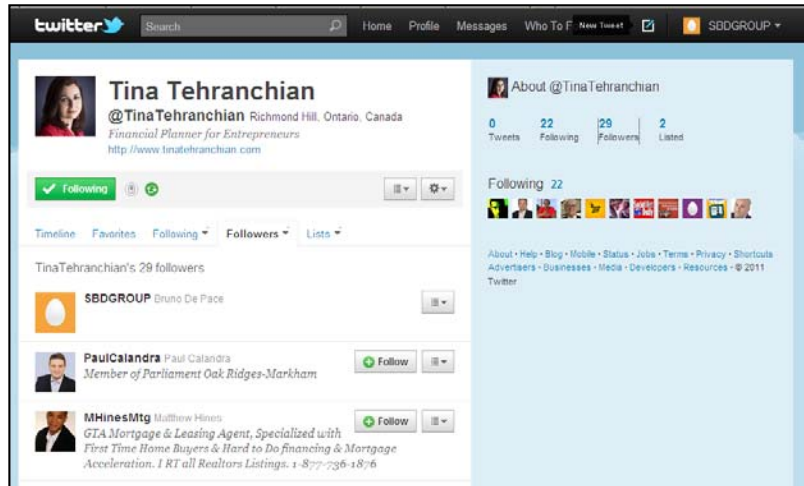 twitter
Search
Home Profile Messages Who To F New Tweet SBDGROUP
Tina Tehranchian
@TinaTehranchian Richmond Hill, Ontario, Canada
Financial Planner for Entrepreneurs
http://www.tinatehranchian.com
Following
Timeline Favorites Following Followers Lists
TinaTehranchian's 29 followers
SBDGROUP Bruno De Pace
PaulCalandra Paul Calandra
Member of Parliament Oak Ridges-Markham
Follow
MHinesMtg Matthew Hines
GTA Mortgage & Leasing Agent, Specialized with
First Time Home Buyers & Hard to Do financing & Mortgage
Acceleration. I RT all Realtors Listings. 1-877-736-1876
Follow
About @TinaTehranchian
0 22 29 2
Tweets Following Followers Listed
Following 22
About · Help · Blog · Mobile · Status · Jobs · Terms · Privacy · Shortcuts
Advertisers · Businesses · Media · Developers · Resources · © 2011
Twitter